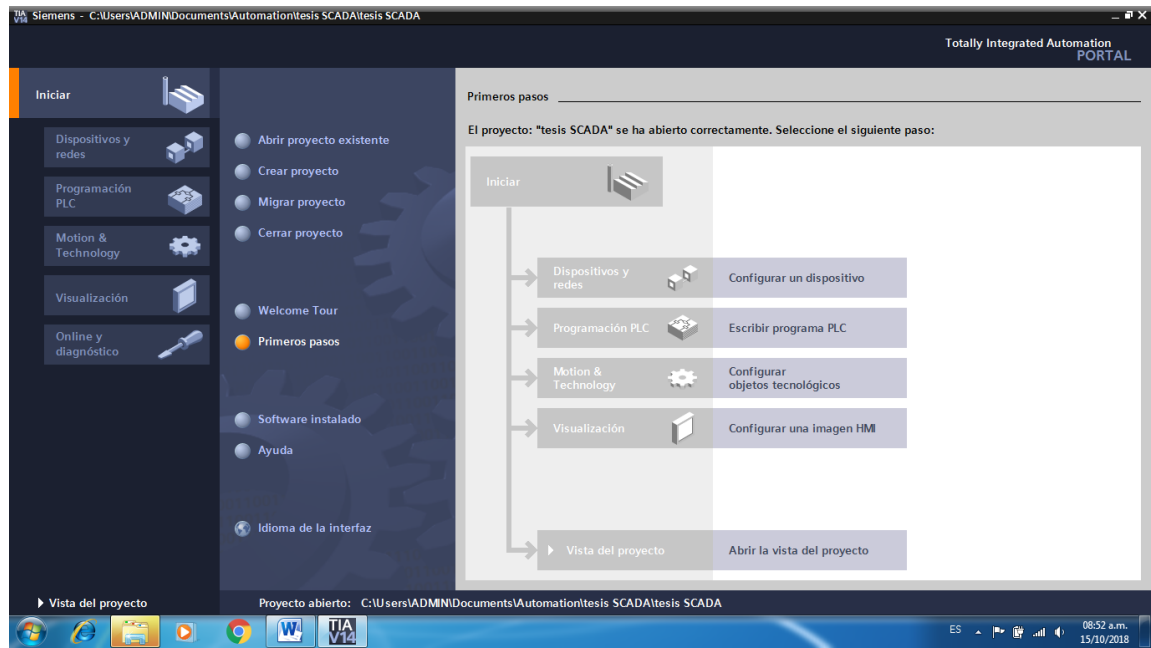 TIA V14 Siemens - C:\Users\ADMIN\Documents\Automation\tesis SCADA\tesis SCADA
Totally Integrated Automation
PORTAL
Iniciar
Dispositivos y
redes
Programación
PLC
Motion &
Technology
Visualización
Online y
diagnóstico
Abrir proyecto existente
Crear proyecto
Migrar proyecto
Cerrar proyecto
Welcome Tour
Primeros pasos
Software instalado
Ayuda
Idioma de la interfaz
Primeros pasos
El proyecto: "tesis SCADA" se ha abierto correctamente. Seleccione el siguiente paso:
Iniciar
Dispositivos y
redes
Configurar un dispositivo
Programación PLC
Escribir programa PLC
Motion &
Technology
Configurar
objetos tecnológicos
Visualización
Configurar una imagen HMI
Vista del proyecto
Abrir la vista del proyecto
Vista del proyecto
Proyecto abierto: C:\Users\ADMIN\Documents\Automation\tesis SCADA\tesis SCADA
W
TIA
V14
ES
08:52 a.m.
15/10/2018